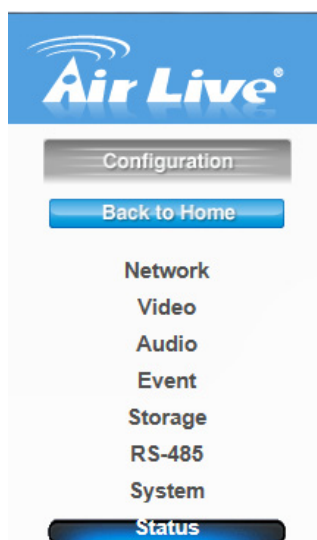 Air Live®
Configuration
Back to Home
Network
Video
Audio
Event
Storage
RS-485
System
Status